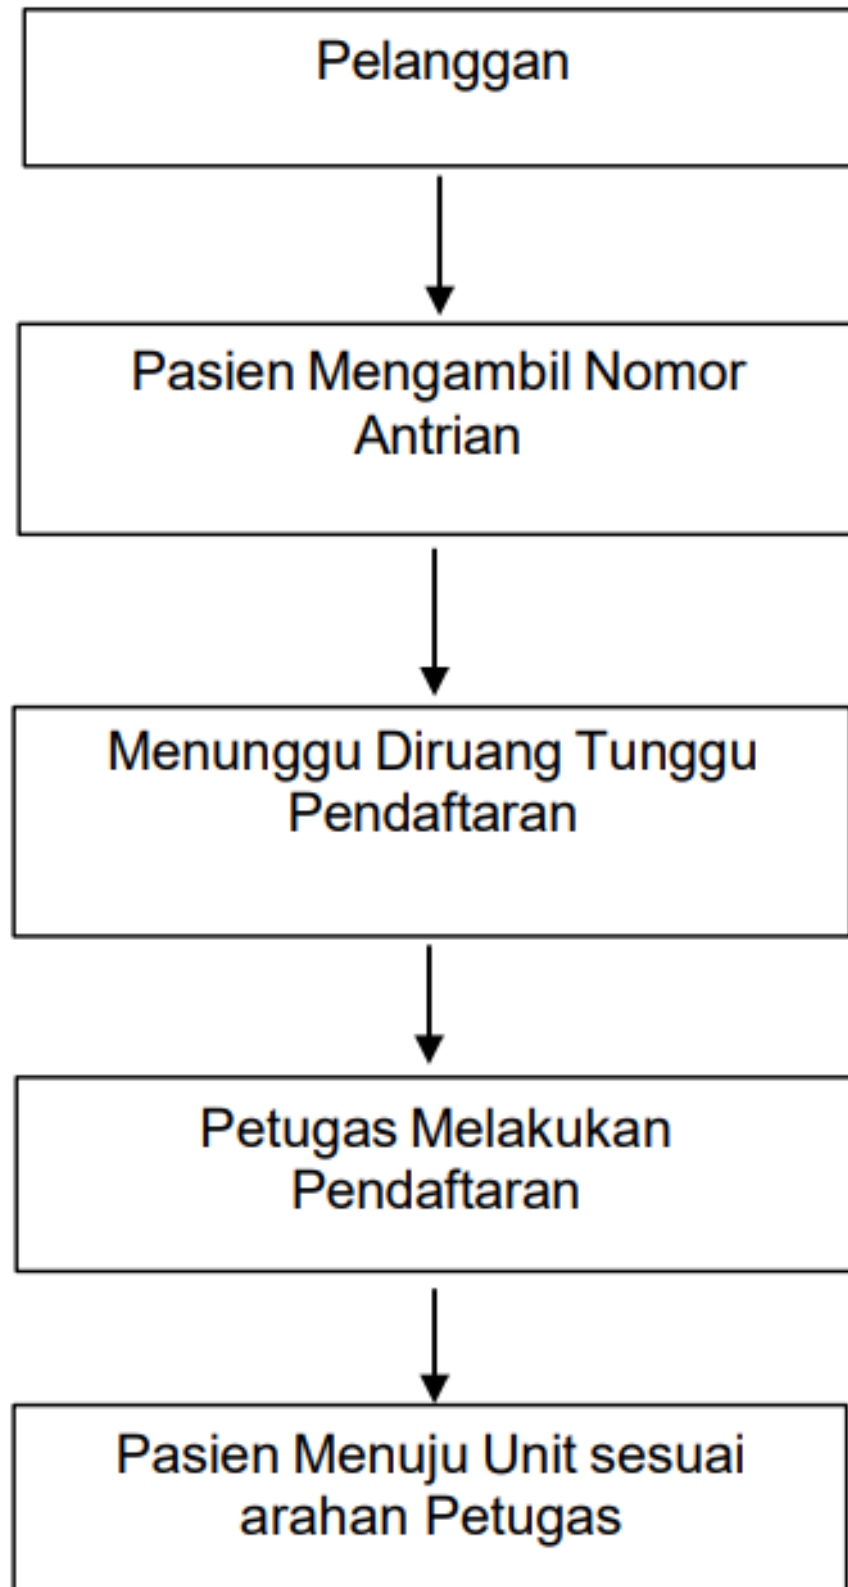 Pelanggan
Pasien Mengambil Nomor
Antrian
Menunggu Diruang Tunggu
Pendaftaran
Petugas Melakukan
Pendaftaran
Pasien Menuju Unit sesuai
arahan Petugas